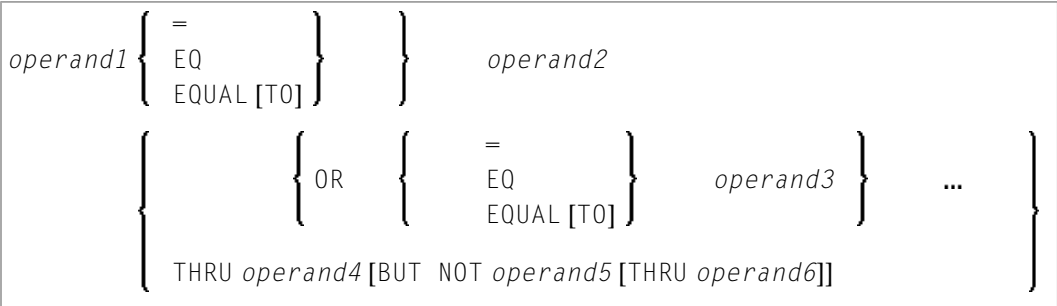 =
operand1 EQ operand2
EQUAL [TO]
=
OR EQ operand3 ...
EQUAL [TO]
THRU operand4 [BUT NOT operand5 [THRU operand6]]